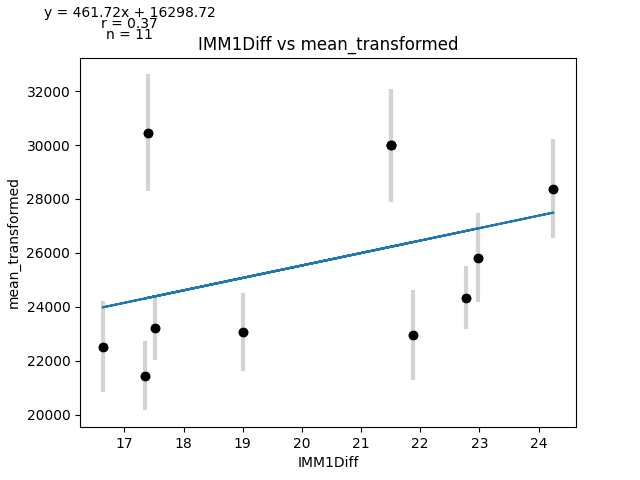 y = 461.72x + 16298.72
r = 0.37
n = 11
IMM1Diff vs mean_transformed
32000
30000
28000
26000
24000
22000
20000
mean_transformed
17 18 19 20 21 22 23 24
IMM1Diff